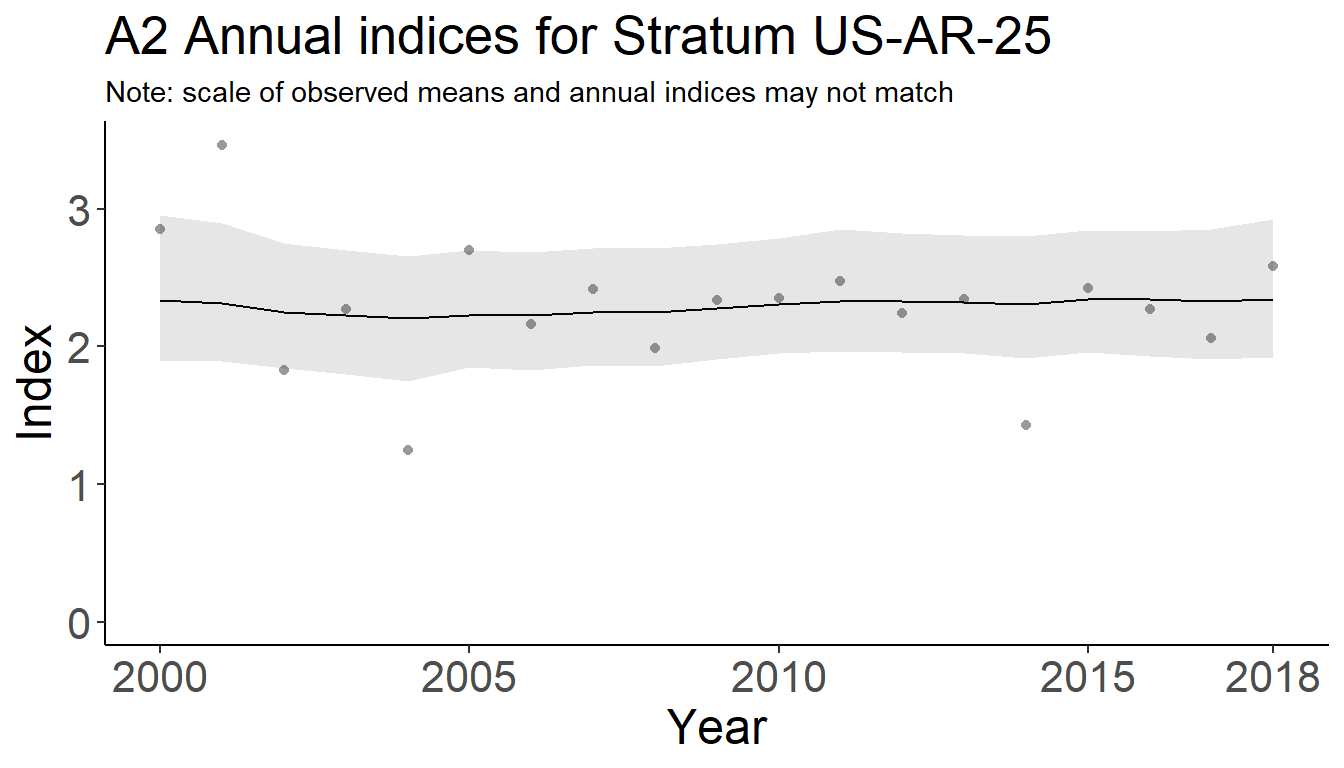 A2 Annual indices for Stratum US-AR-25
Note: scale of observed means and annual indices may not match
3
2
1
0
Index
2000 2005 2010 2015 2018
Year